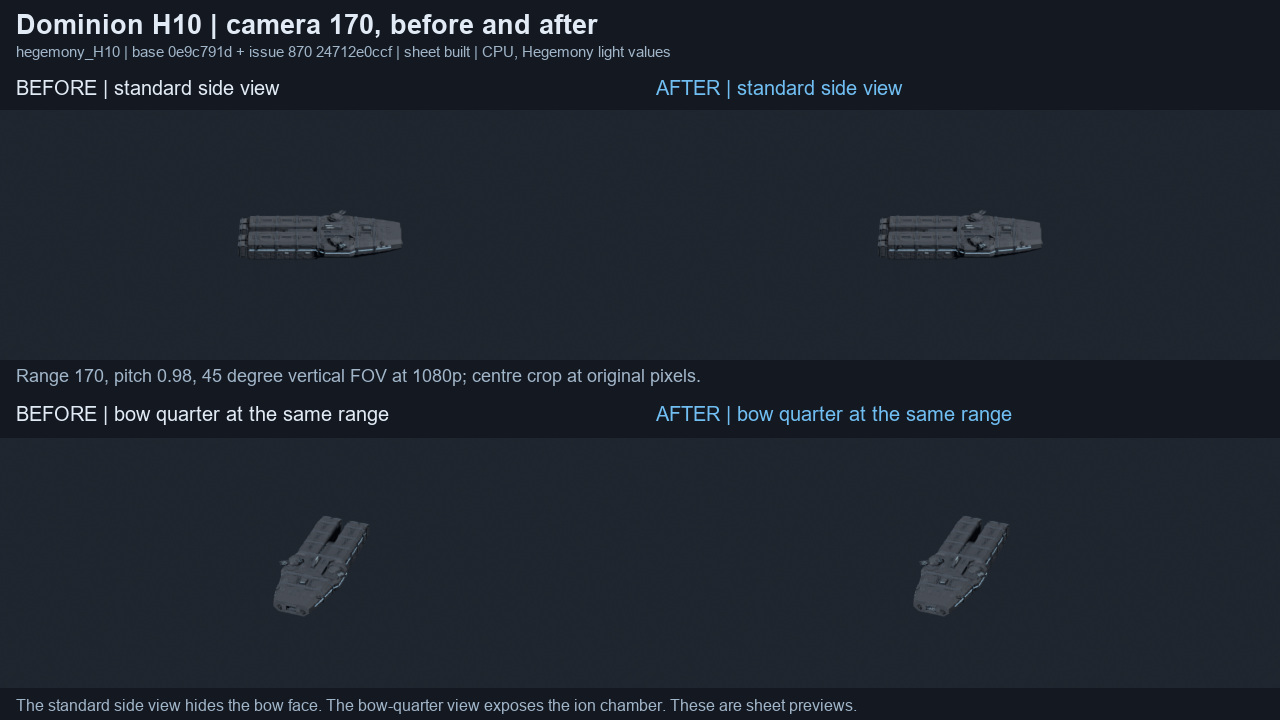 Dominion H10 | camera 170, before and after
hegemony_H10 | base 0e9c791d + issue 870 24712e0ccf | sheet built | CPU, Hegemony light values
BEFORE | standard side view
AFTER | standard side view
Range 170, pitch 0.98, 45 degree vertical FOV at 1080p; centre crop at original pixels.
BEFORE | bow quarter at the same range
AFTER | bow quarter at the same range
The standard side view hides the bow face. The bow-quarter view exposes the ion chamber. These are sheet previews.